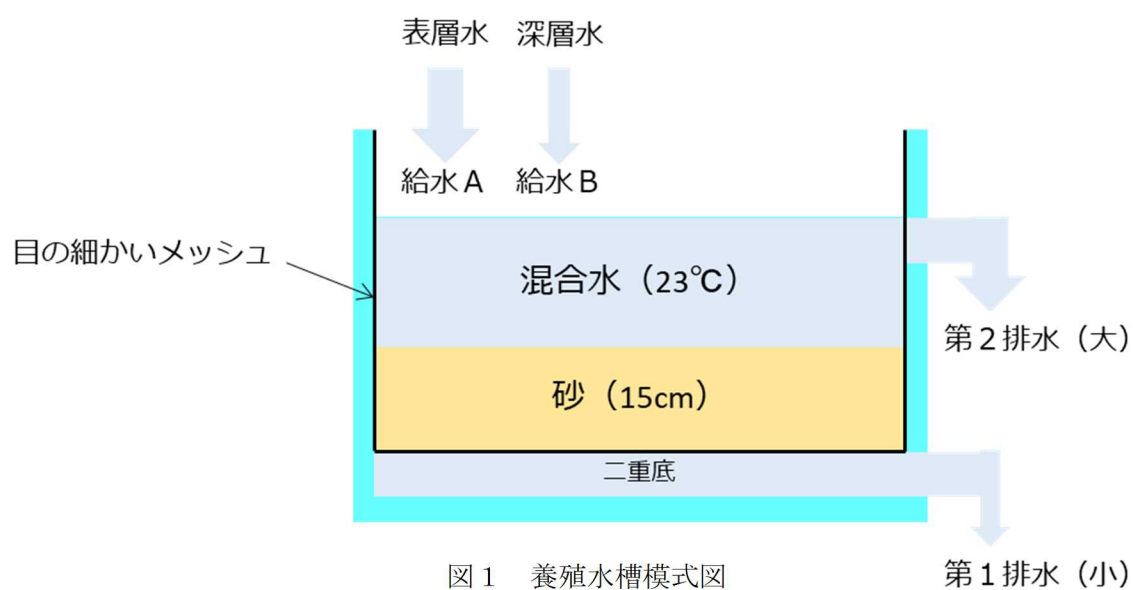 表層水 深層水
給水A 給水B
目の細かいメッシュ
混合水(23℃)
第2排水(大)
砂(15cm)
二重底
第1排水(小)
図1 養殖水槽模式図